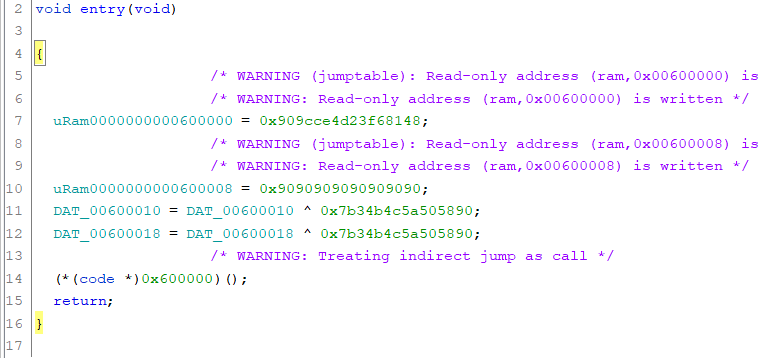 2 void entry(void)
3
4 {
5 /* WARNING (jumptable): Read-only address (ram,0x00600000) is
6 /* WARNING: Read-only address (ram,0x00600000) is written */
7 uRam0000000000600000 = 0x909cce4d23f68148;
8 /* WARNING (jumptable): Read-only address (ram,0x00600008) is
9 /* WARNING: Read-only address (ram,0x00600008) is written */
10 uRam0000000000600008 = 0x9090909090909090;
11 DAT_00600010 = DAT_00600010 ^ 0x7b34b4c5a505890;
12 DAT_00600018 = DAT_00600018 ^ 0x7b34b4c5a505890;
13 /* WARNING: Treating indirect jump as call */
14 (*(code *)0x600000)();
15 return;
16 }
17